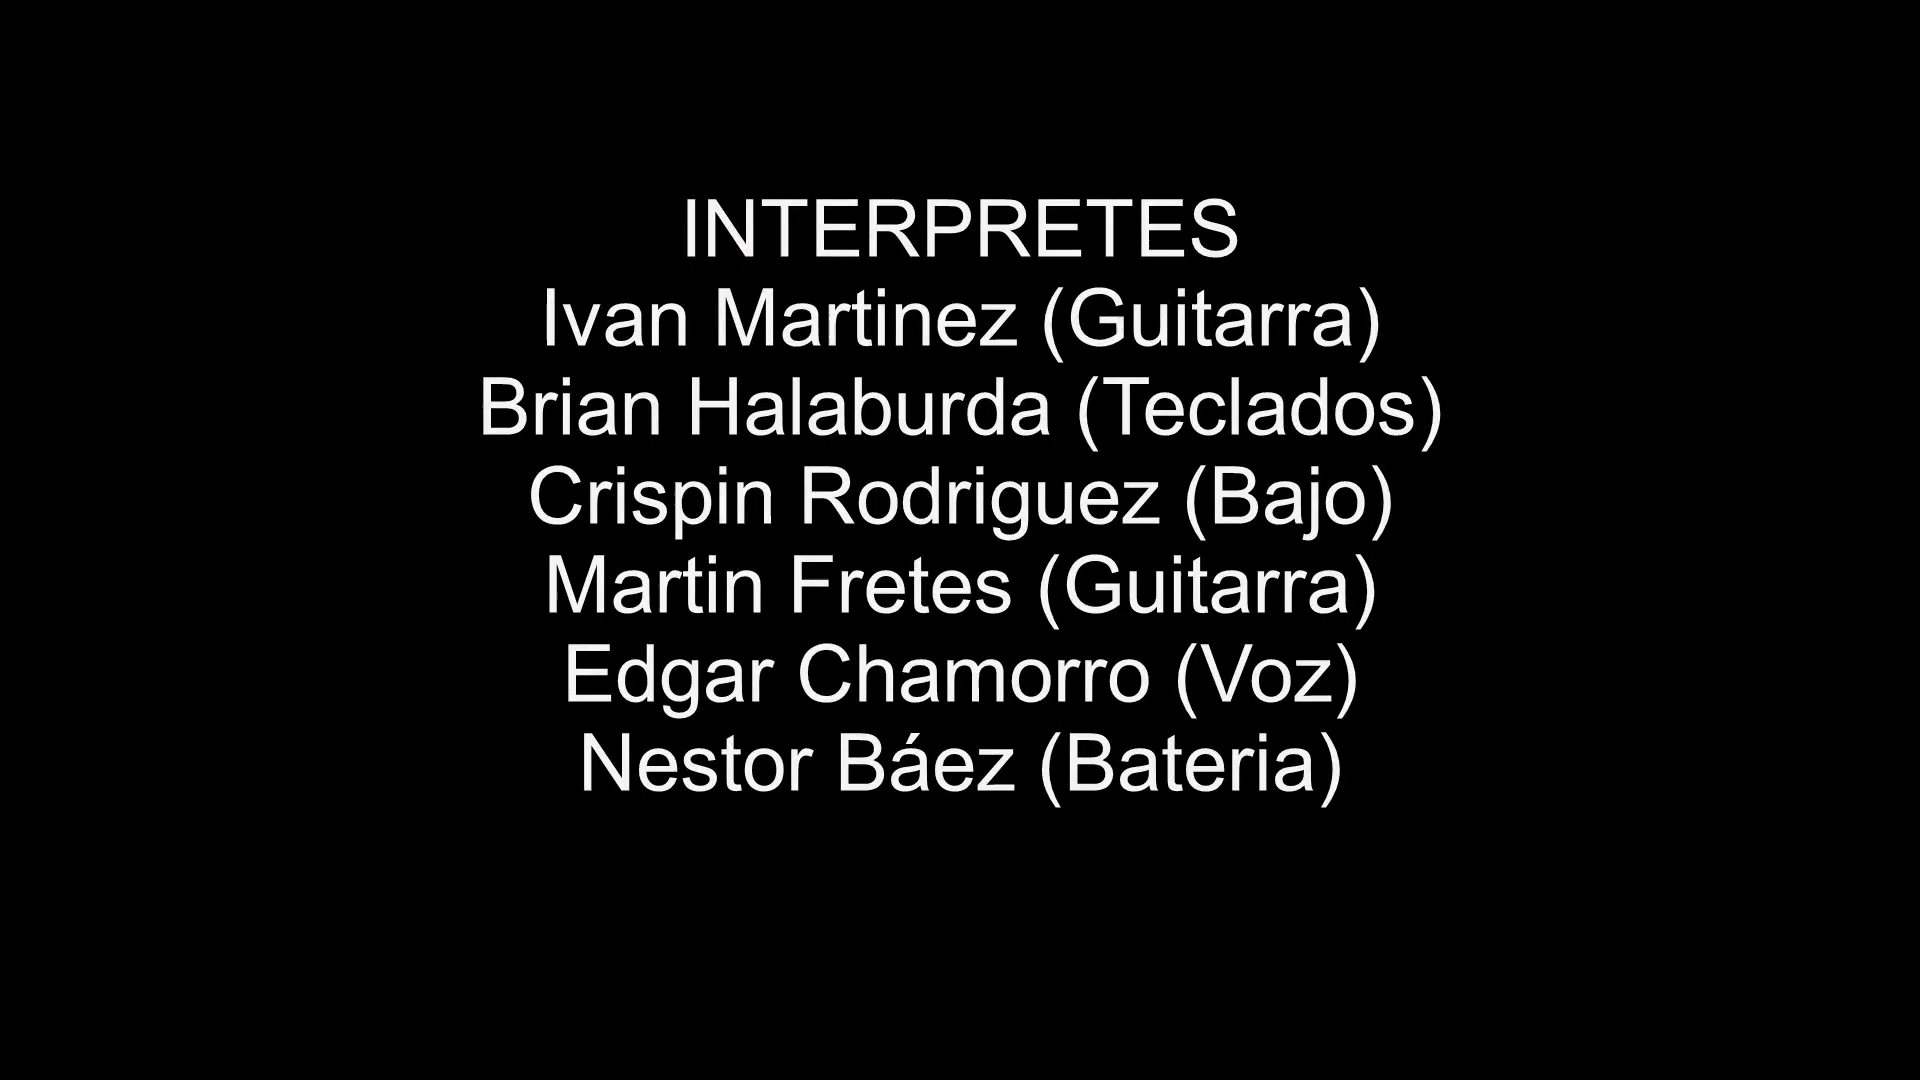 INTERPRETES
Ivan Martinez (Guitarra)
Brian Halaburda (Teclados)
Crispin Rodriguez (Bajo)
Martin Fretes (Guitarra)
Edgar Chamorro (Voz)
Nestor Báez (Bateria)